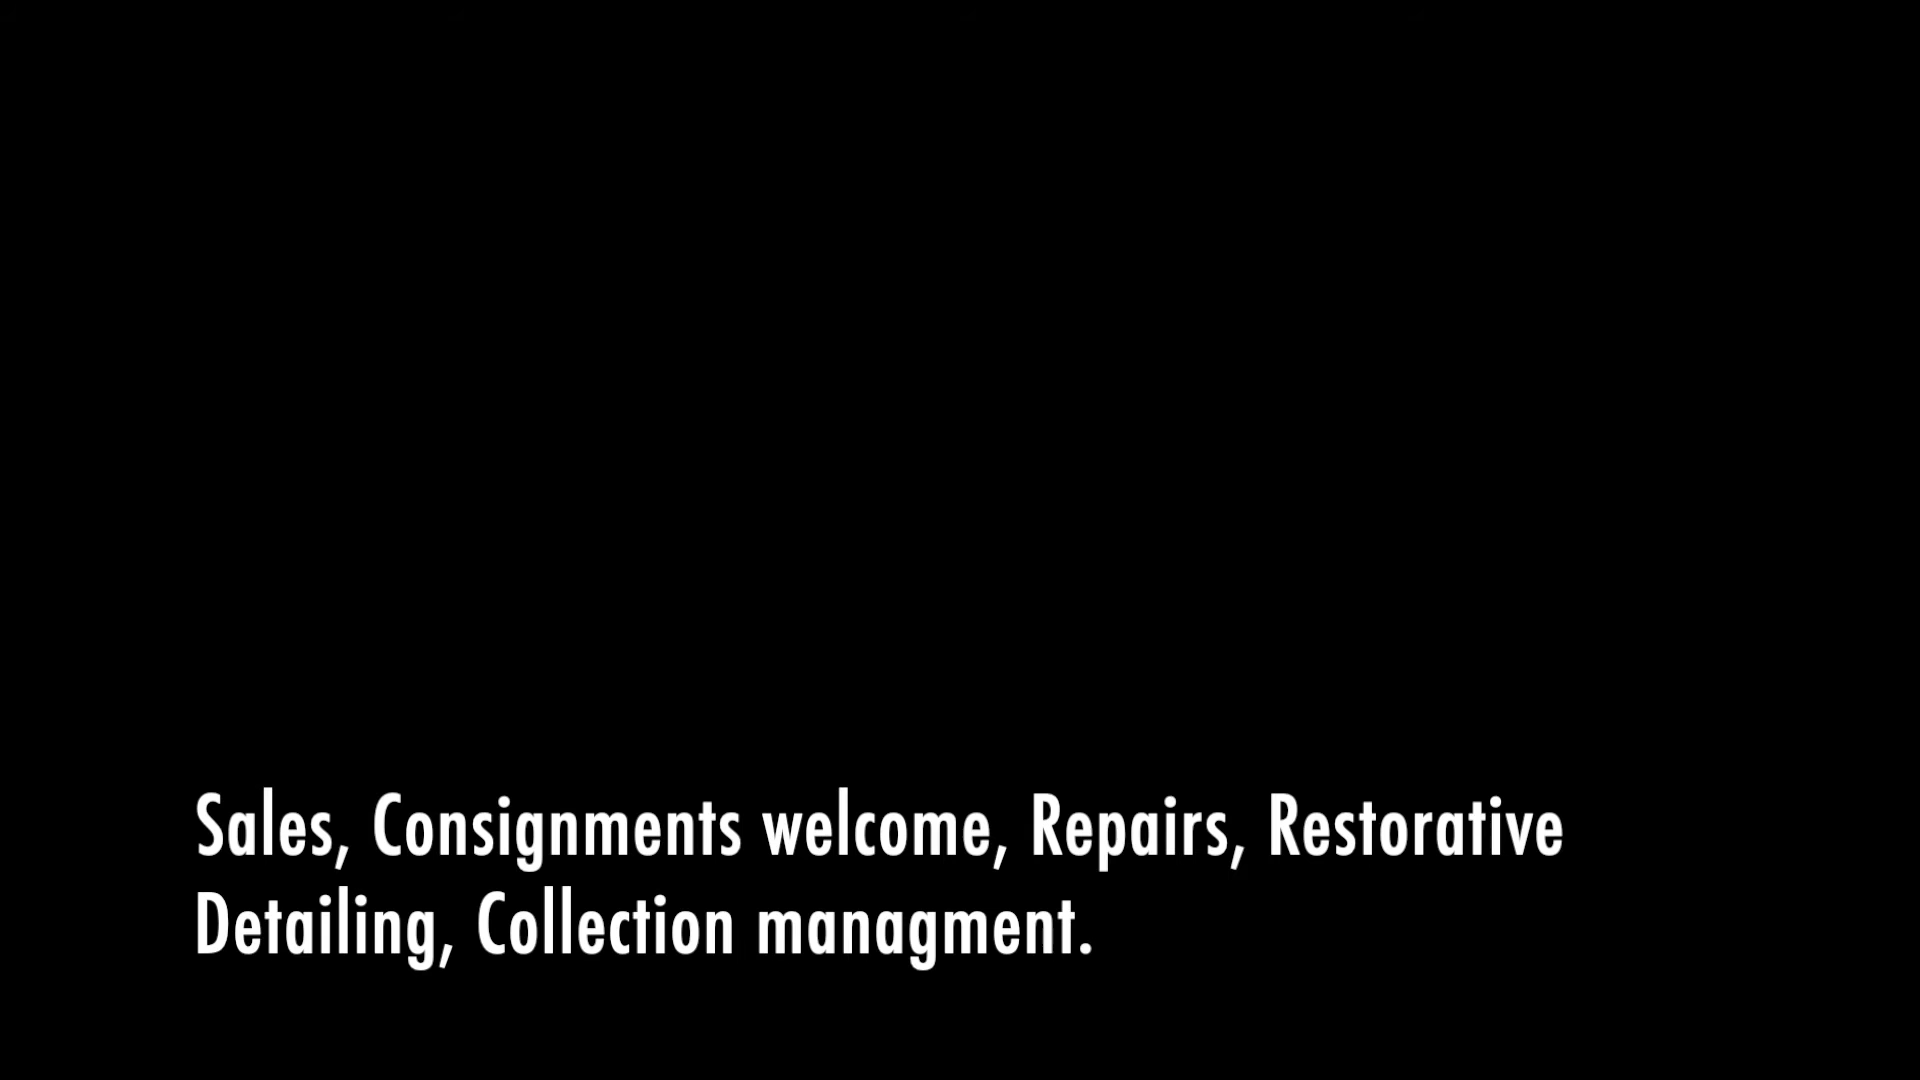 Sales, Consignments welcome, Repairs, Restorative
Detailing, Collection managment.